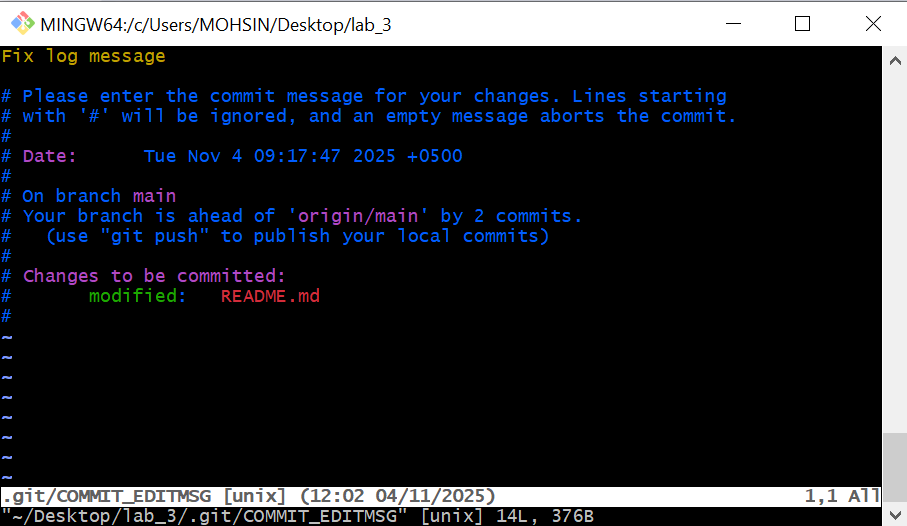 MINGW64:/c/Users/MOHSIN/Desktop/lab_3
Fix log message
# Please enter the commit message for your changes. Lines starting
# with '#' will be ignored, and an empty message aborts the commit.
#
# Date:      Tue Nov 4 09:17:47 2025 +0500
#
# On branch main
# Your branch is ahead of 'origin/main' by 2 commits.
#   (use "git push" to publish your local commits)
#
# Changes to be committed:
#       modified:   README.md
#
~
~
~
~
~
~
~
~
.git/COMMIT_EDITMSG [unix] (12:02 04/11/2025) 1,1 All
"~/Desktop/lab_3/.git/COMMIT_EDITMSG" [unix] 14L, 376B